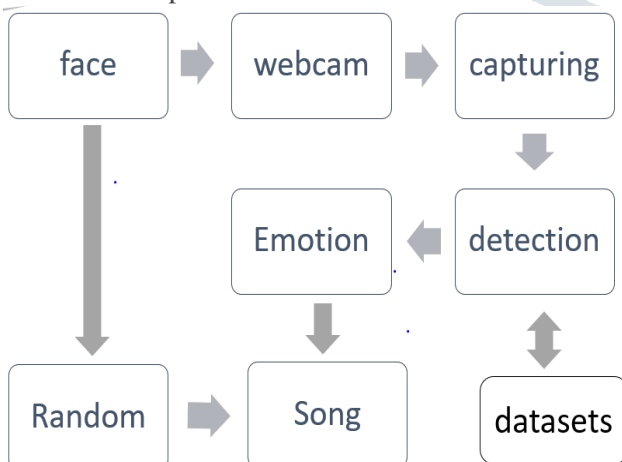 face
webcam
capturing
Emotion
detection
Random
Song
datasets